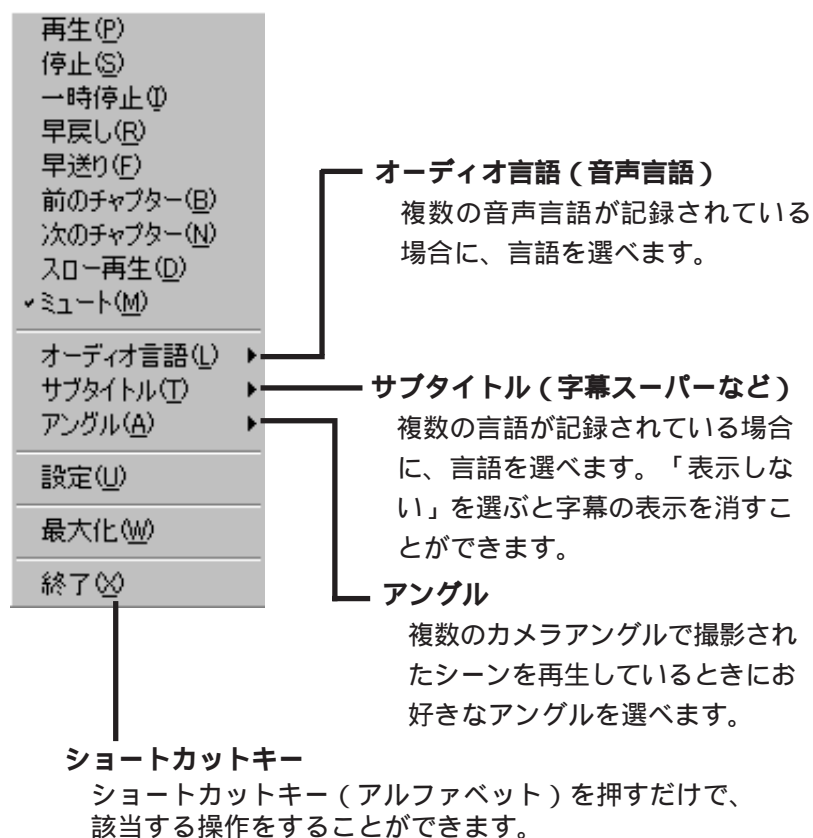 再生(P)
停止(S)
一時停止(I)
早戻し(R)
早送り(F)
前のチャプター(B)
次のチャプター(N)
スロー再生(D)
✓ミュート(M)
オーディオ言語(L)
サブタイトル(T)
アングル(A)
設定(U)
最大化(W)
終了(X)
オーディオ言語(音声言語)
複数の音声言語が記録されている
場合に、言語を選べます。
サブタイトル(字幕スーパーなど)
複数の言語が記録されている場合
に、言語を選べます。「表示しな
い」を選ぶと字幕の表示を消すこ
とができます。
アングル
複数のカメラアングルで撮影され
たシーンを再生しているときにお
好きなアングルを選べます。
ショートカットキー
ショートカットキー(アルファベット)を押すだけで、
該当する操作をすることができます。